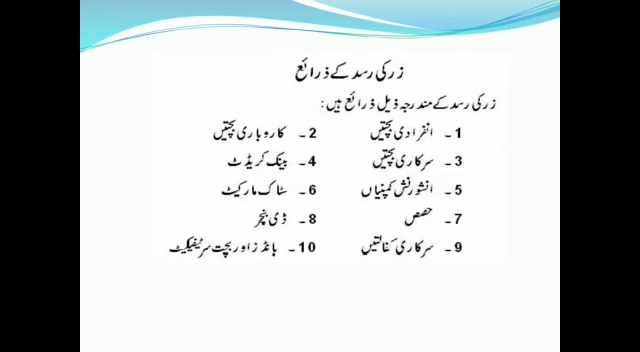 زر کی رسد کے ذرائع
زر کی رسد کے مندرجہ ذیل ذرائع ہیں:
1۔ انفرادی بچتیں 2۔ کاروباری بچتیں
3۔ سرکاری بچتیں 4۔ بینک کریڈٹ
5۔ انشورنش کمپنیاں 6۔ سٹاک مارکیٹ
7۔ حصص 8۔ ڈی بنچر
9۔ سرکاری کفالتیں 10۔ بانڈز اور بچت سرٹیفکیٹ